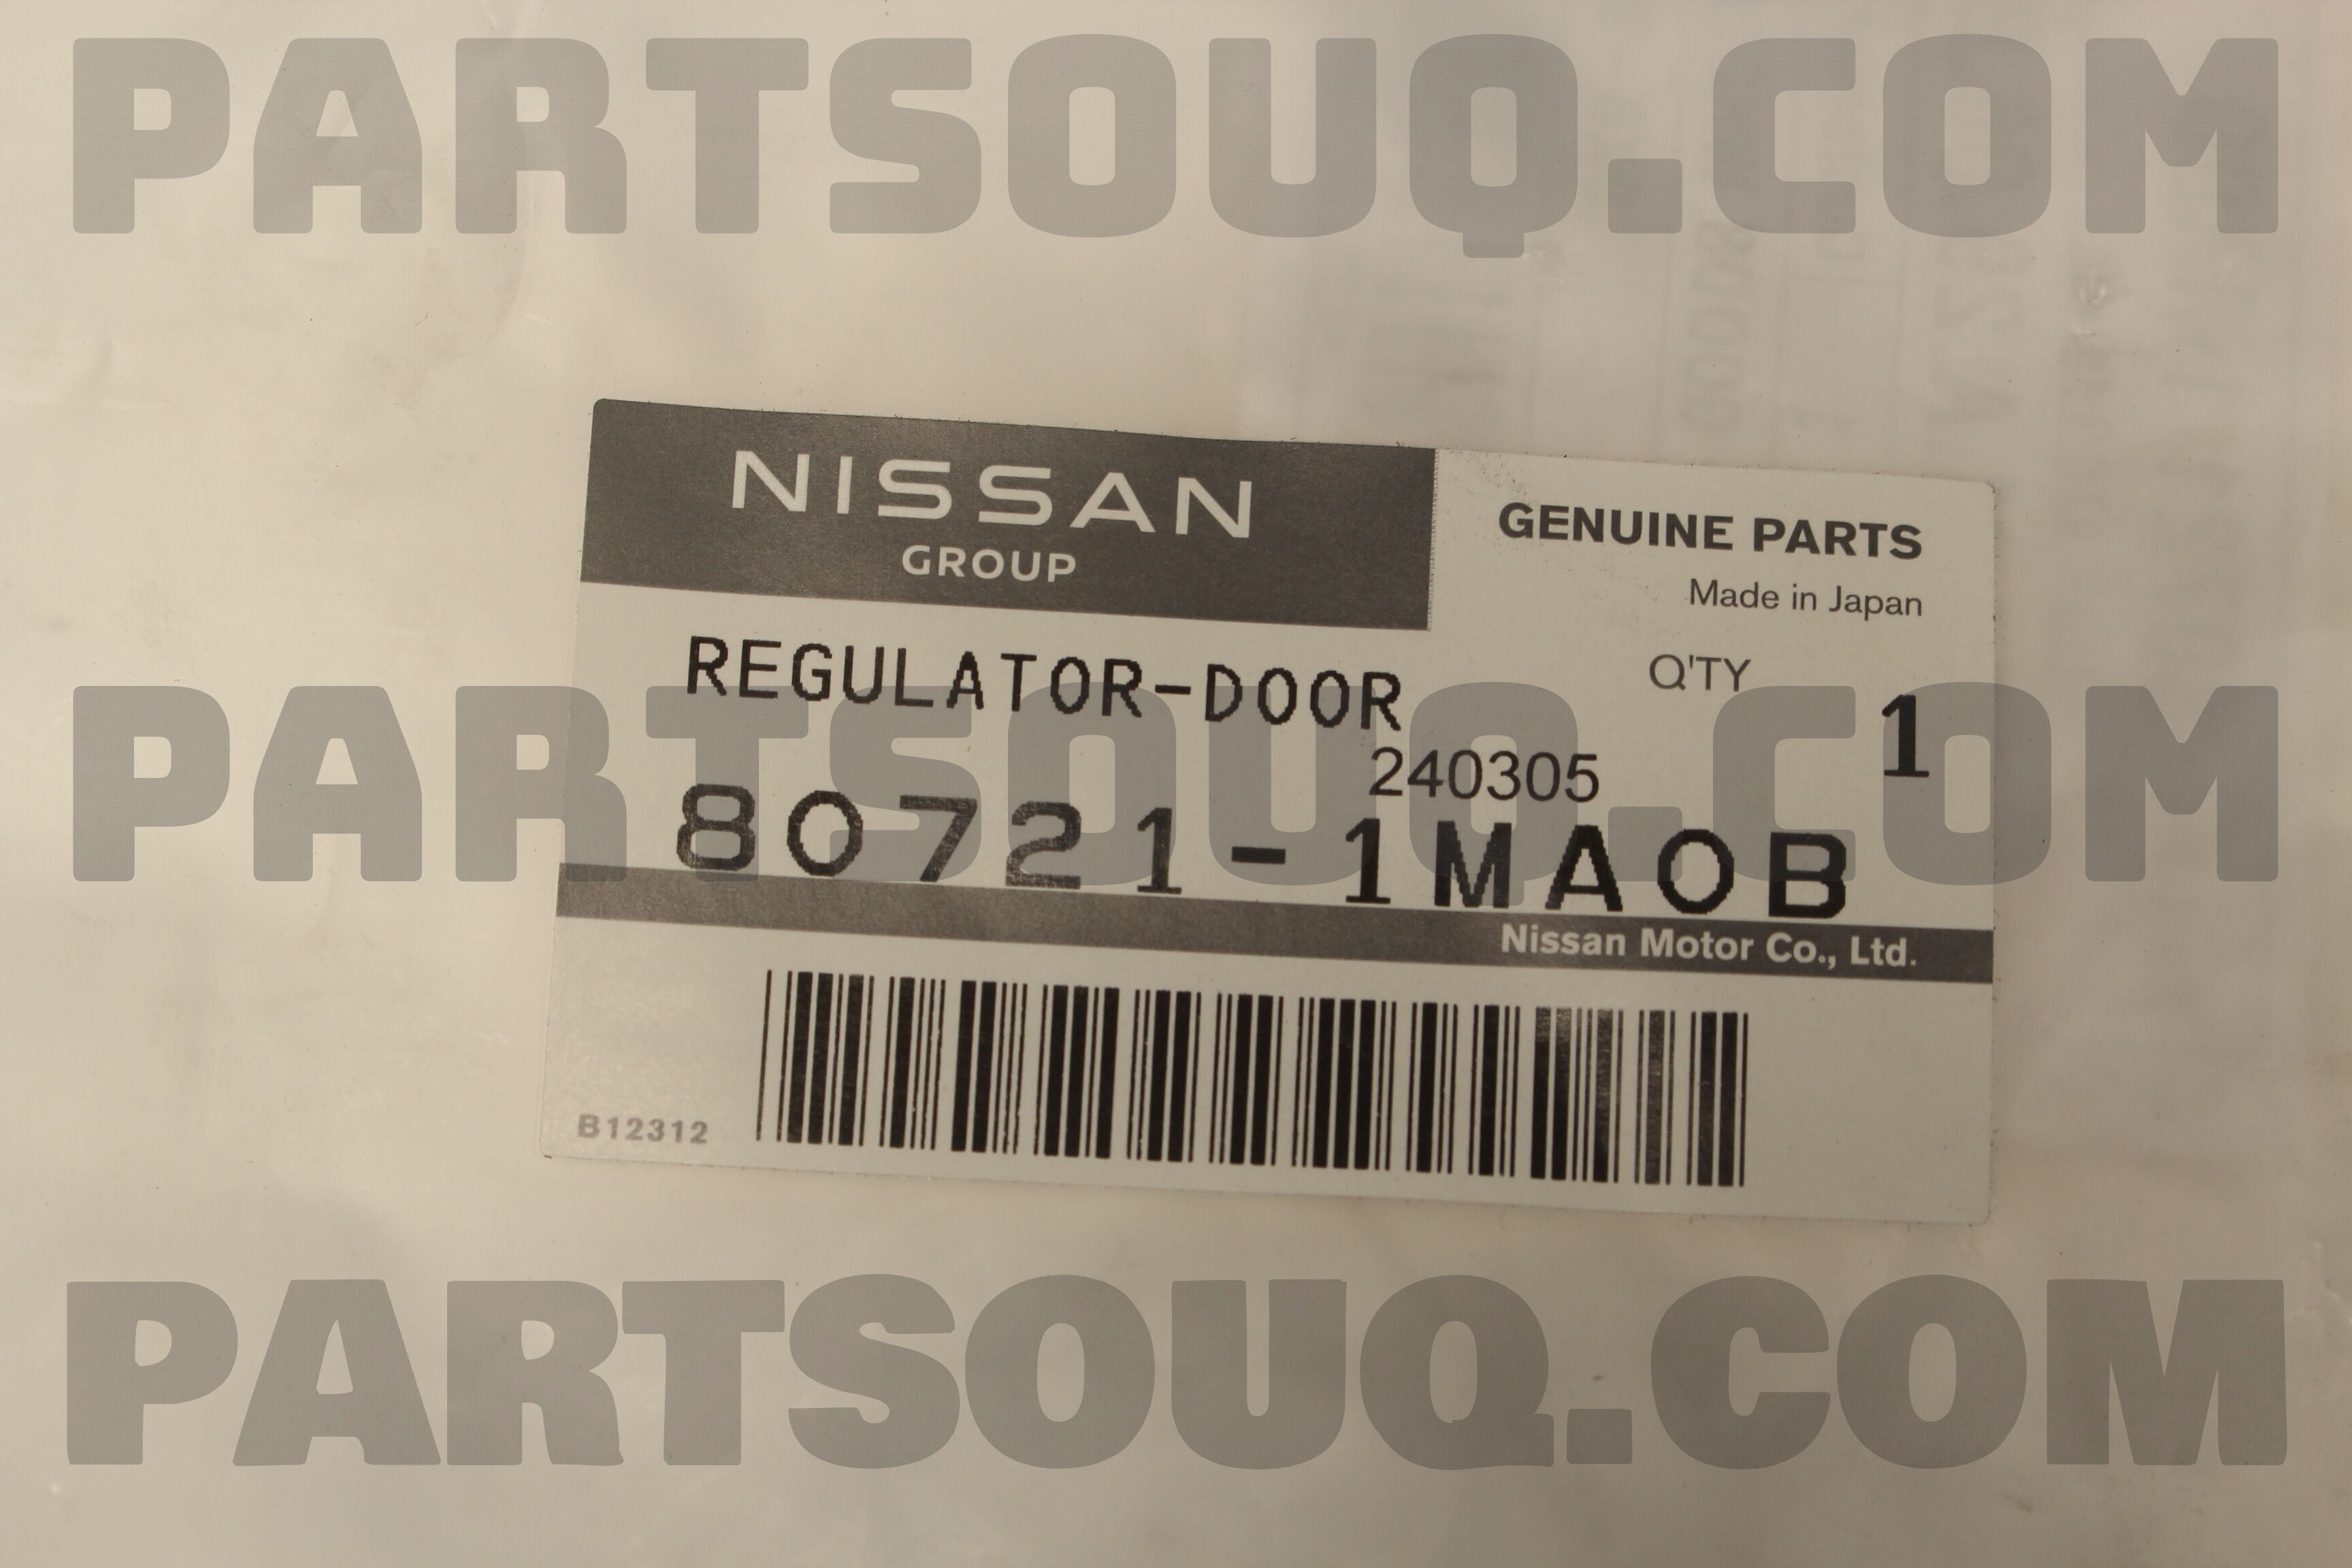 PARTSOUQ.COM
NISSAN
GROUP
GENUINE PARTS
Made in Japan
REGULATOR-DOOR
Q'TY
1
240305
80721-1MA0B
PARTSOUQ.COM
Nissan Motor Co., Ltd.
B12312
PARTSOUQ.COM